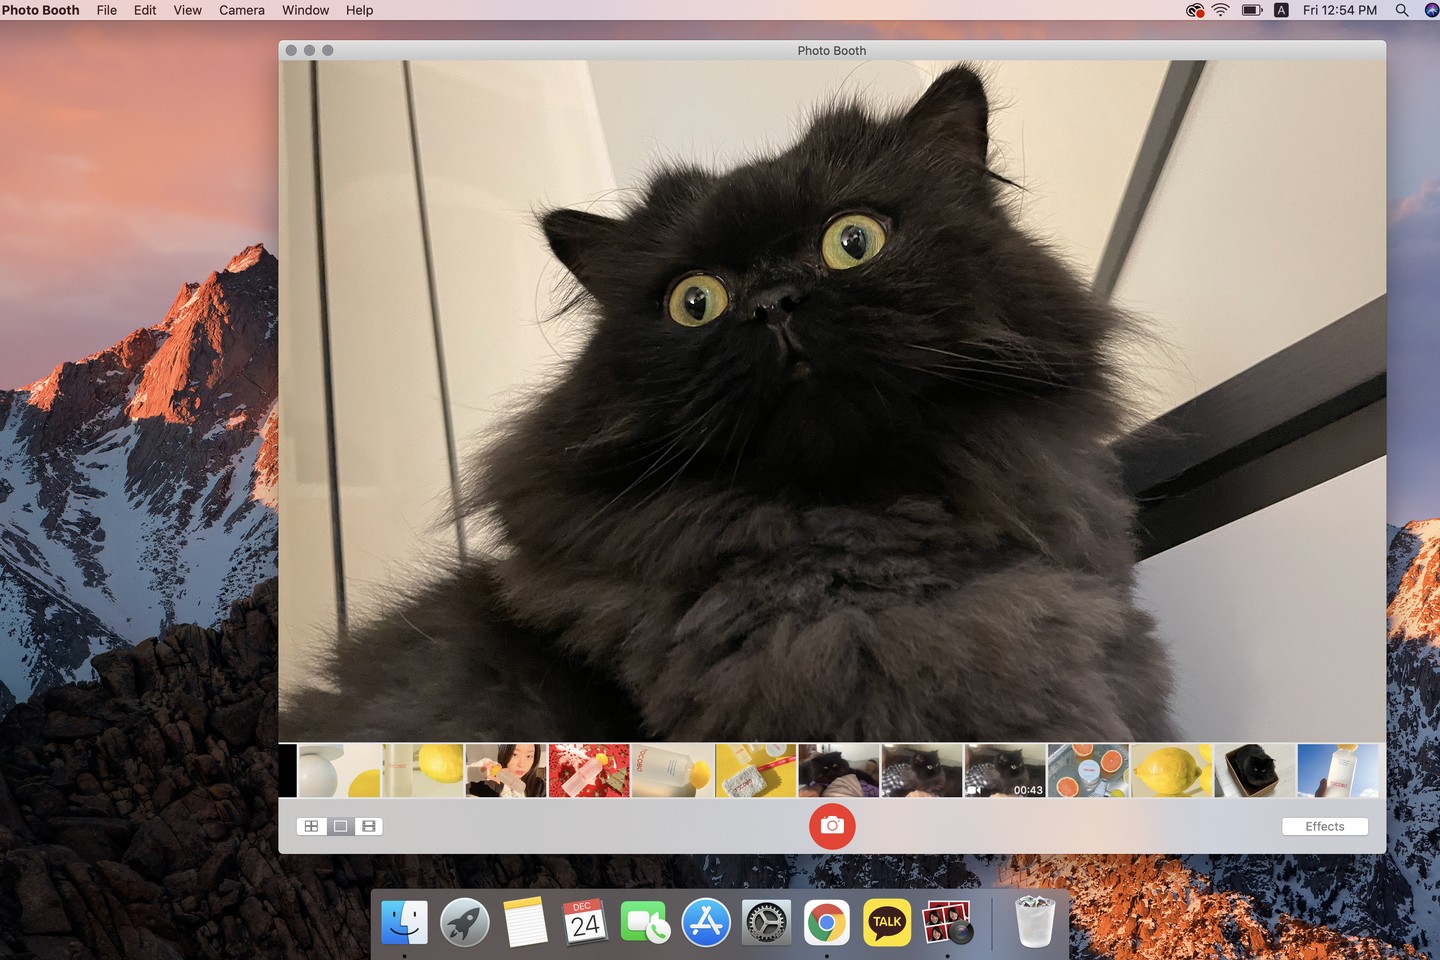 Photo Booth File Edit View Camera Window Help
A Fri 12:54 PM
Photo Booth
TOCOBO
00:43
Effects
DEC
24
TALK